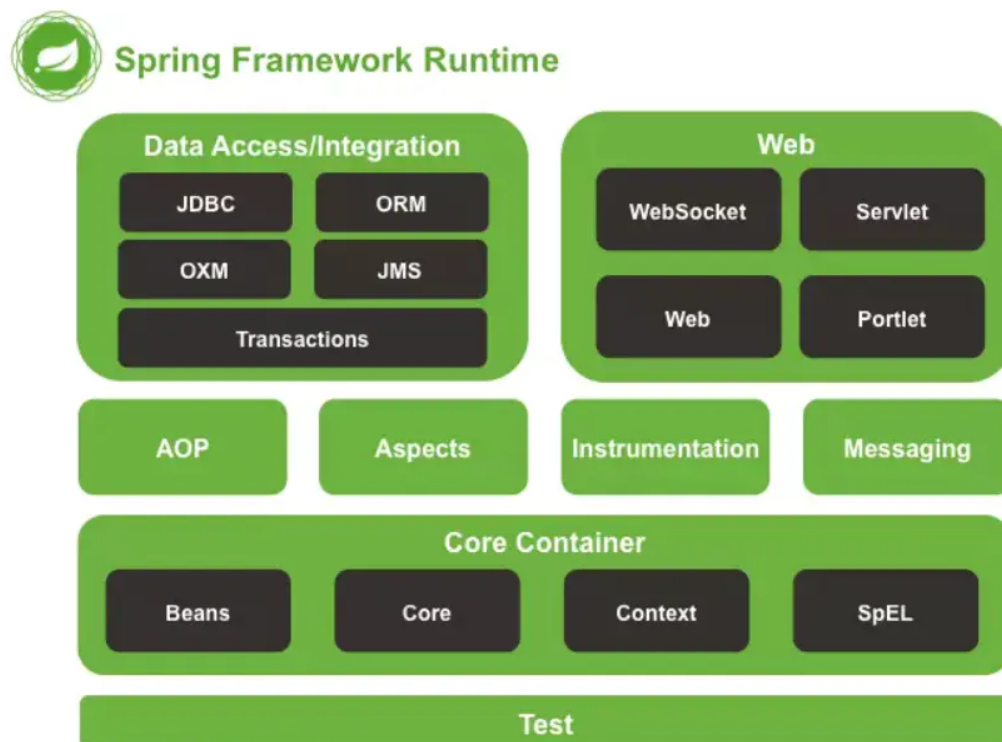 Spring Framework Runtime
Data Access/Integration
JDBC
ORM
OXM
JMS
Transactions
Web
WebSocket
Servlet
Web
Portlet
AOP
Aspects
Instrumentation
Messaging
Core Container
Beans
Core
Context
SpEL
Test